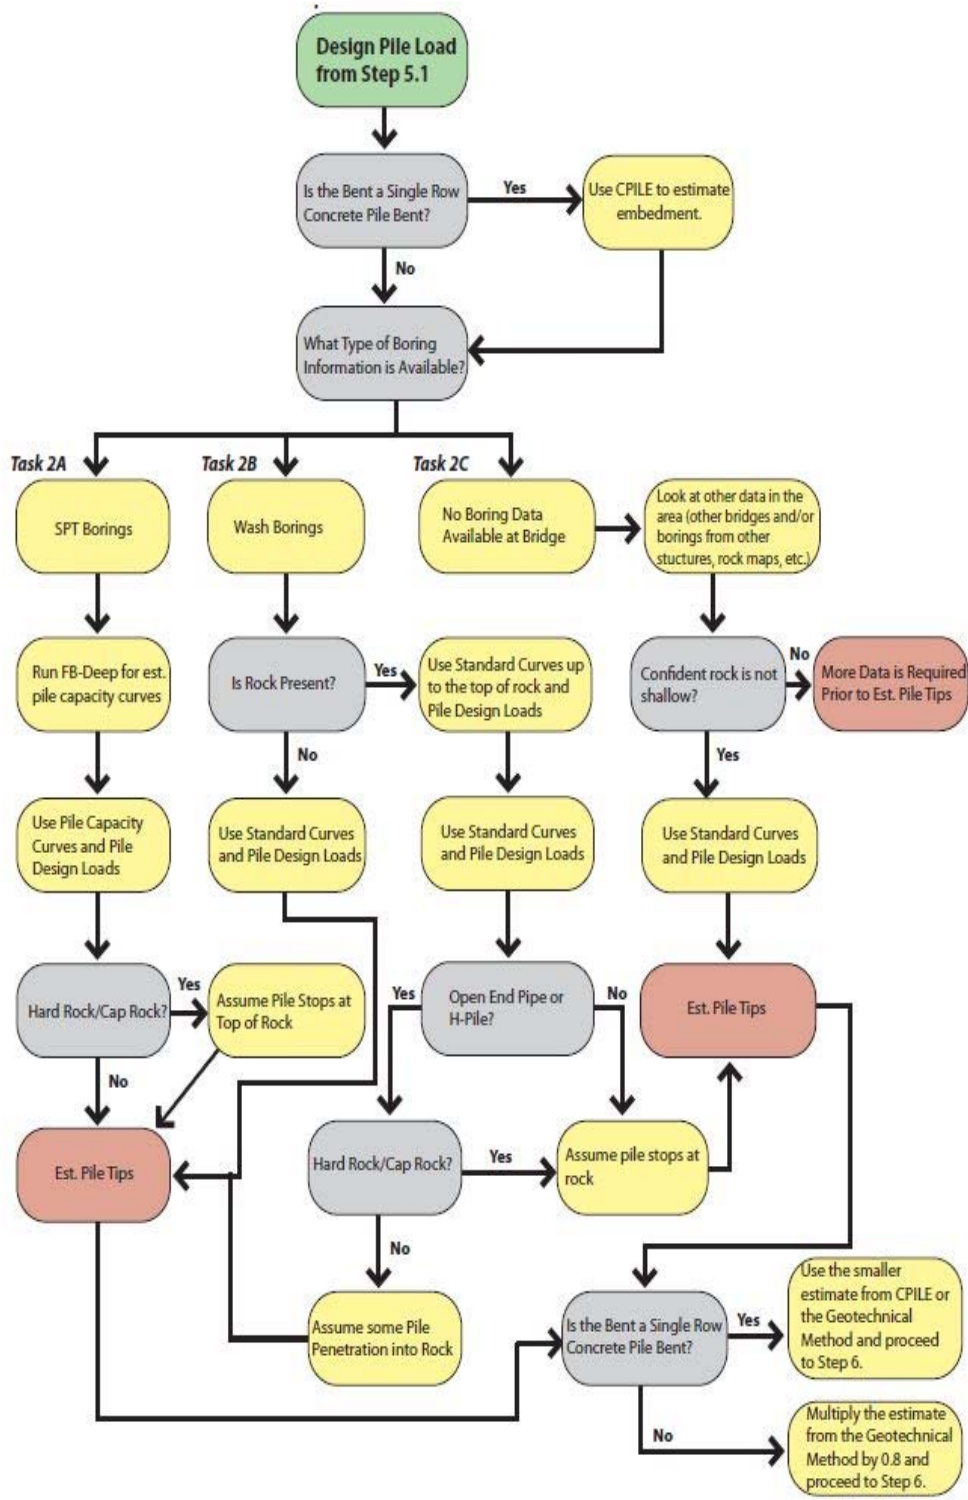 Design Pile Load
from Step 5.1
Is the Bent a Single Row
Concrete Pile Bent?
Yes
Use CPILE to estimate
embedment.
No
What Type of Boring
Information is Available?
Task 2A
Task 2B
Task 2C
SPT Borings
Wash Borings
No Boring Data
Available at Bridge
Look at other data in the
area (other bridges and/or
borings from other
stuctures, rock maps, etc.)
Run FB-Deep for est.
pile capacity curves
Is Rock Present?
Yes
Use Standard Curves up
to the top of rock and
Pile Design Loads
Confident rock is not
shallow?
No
More Data is Required
Prior to Est. Pile Tips
No
Yes
Use Pile Capacity
Curves and Pile
Design Loads
Use Standard Curves
and Pile Design Loads
Use Standard Curves
and Pile Design Loads
Use Standard Curves
and Pile Design Loads
Hard Rock/Cap Rock?
Yes
Assume Pile Stops at
Top of Rock
Yes
Open End Pipe or
H-Pile?
No
Est. Pile Tips
No
Est. Pile Tips
Hard Rock/Cap Rock?
Yes
Assume pile stops at
rock
No
Assume some Pile
Penetration into Rock
Is the Bent a Single Row
Concrete Pile Bent?
Yes
Use the smaller
estimate from CPILE or
the Geotechnical
Method and proceed
to Step 6.
No
Multiply the estimate
from the Geotechnical
Method by 0.8 and
proceed to Step 6.